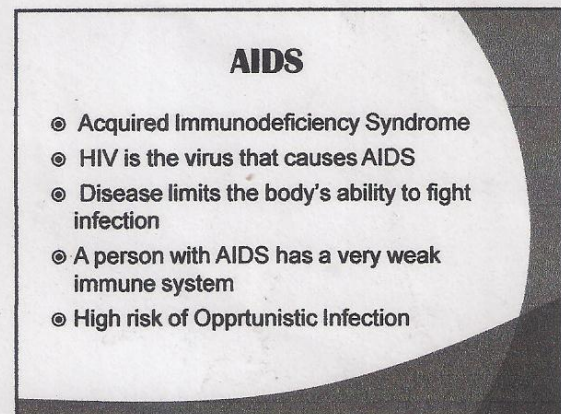 AIDS
Acquired Immunodeficiency Syndrome
HIV is the virus that causes AIDS
Disease limits the body's ability to fight
infection
A person with AIDS has a very weak
immune system
High risk of Opprtunistic Infection